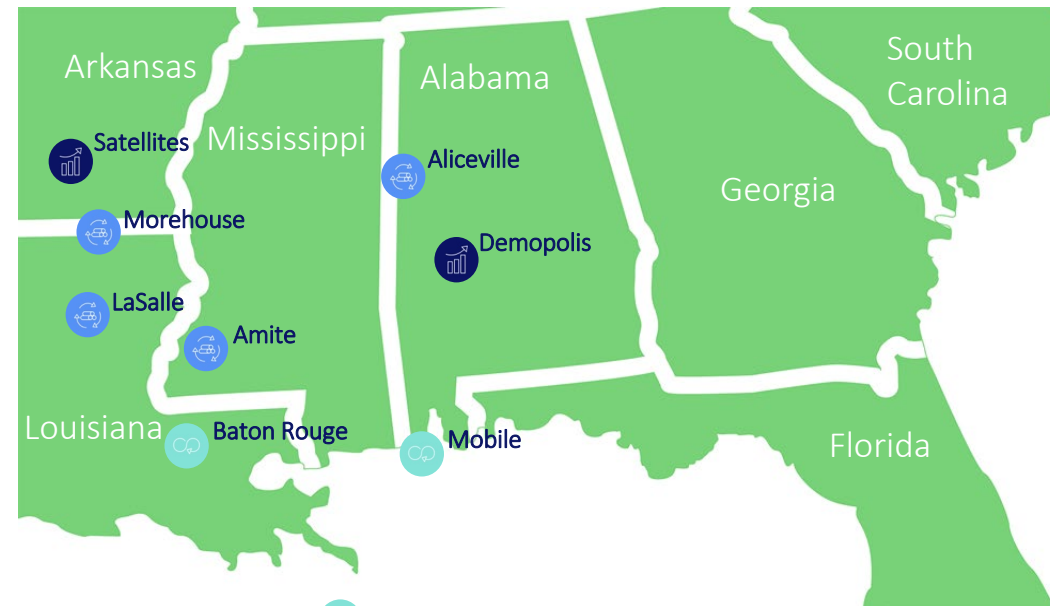 Arkansas
South
Carolina
Alabama
Mississippi
Satellites
Aliceville
Georgia
Morehouse
Demopolis
LaSalle
Amite
Louisiana
Baton Rouge
Mobile
Florida